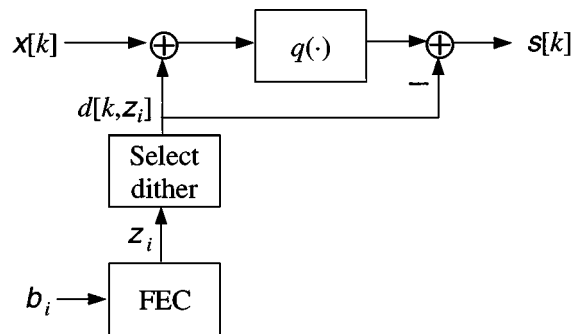 x[k]
q(·)
s[k]
−
d[k,z_i]
Select
dither
z_i
b_i
FEC